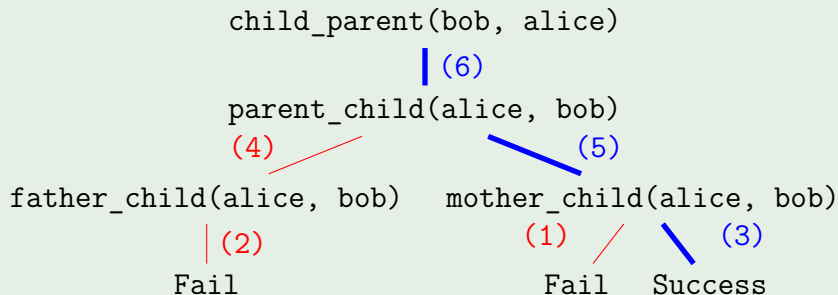 child_parent(bob, alice)
(6)
parent_child(alice, bob)
(4) (5)
father_child(alice, bob) mother_child(alice, bob)
(2) (1) (3)
Fail Fail Success